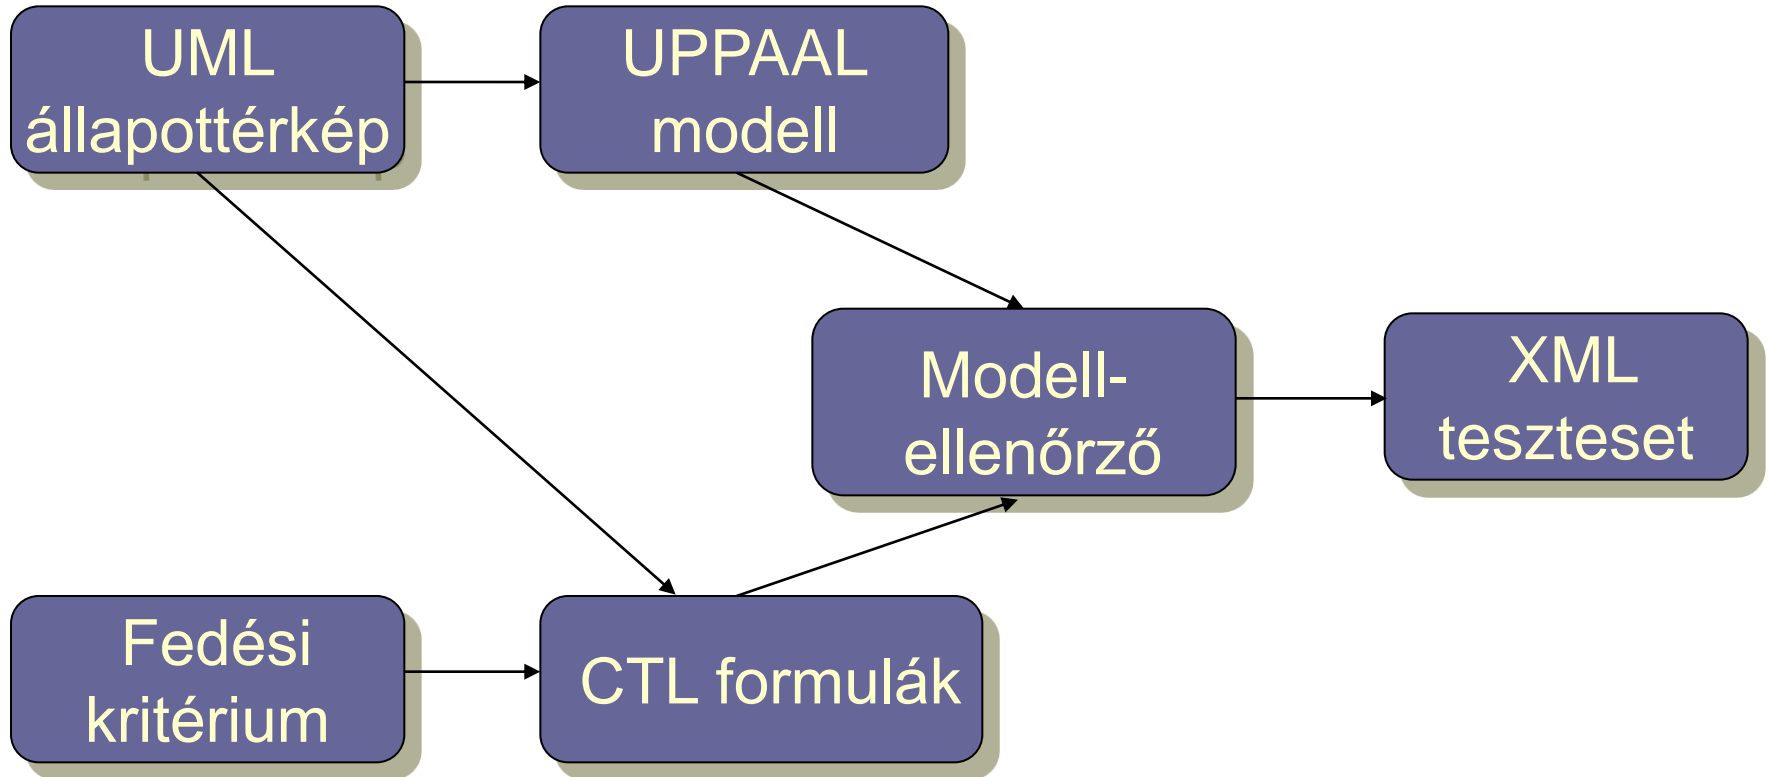 UML
állapottérkép
UPPAAL
modell
Modell-
ellenőrző
XML
teszteset
Fedési
kritérium
CTL formulák